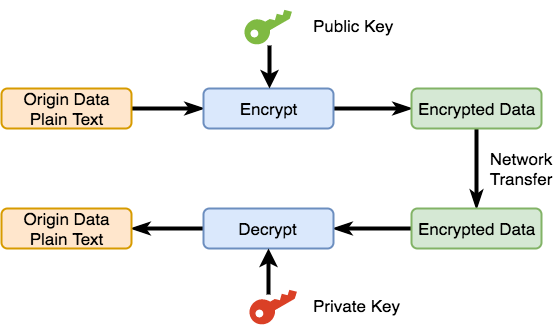 Public Key
Origin Data
Plain Text
Encrypt
Encrypted Data
Network
Transfer
Origin Data
Plain Text
Decrypt
Encrypted Data
Private Key